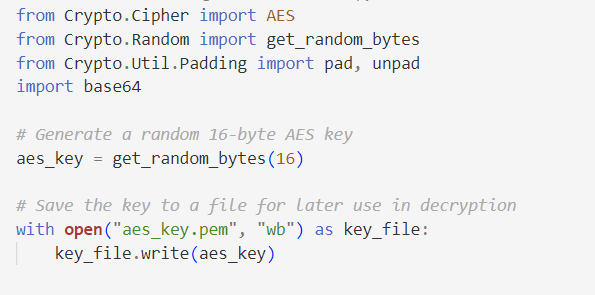 from Crypto.Cipher import AES
from Crypto.Random import get_random_bytes
from Crypto.Util.Padding import pad, unpad
import base64
# Generate a random 16-byte AES key
aes_key = get_random_bytes(16)
# Save the key to a file for later use in decryption
with open("aes_key.pem", "wb") as key_file:
    key_file.write(aes_key)